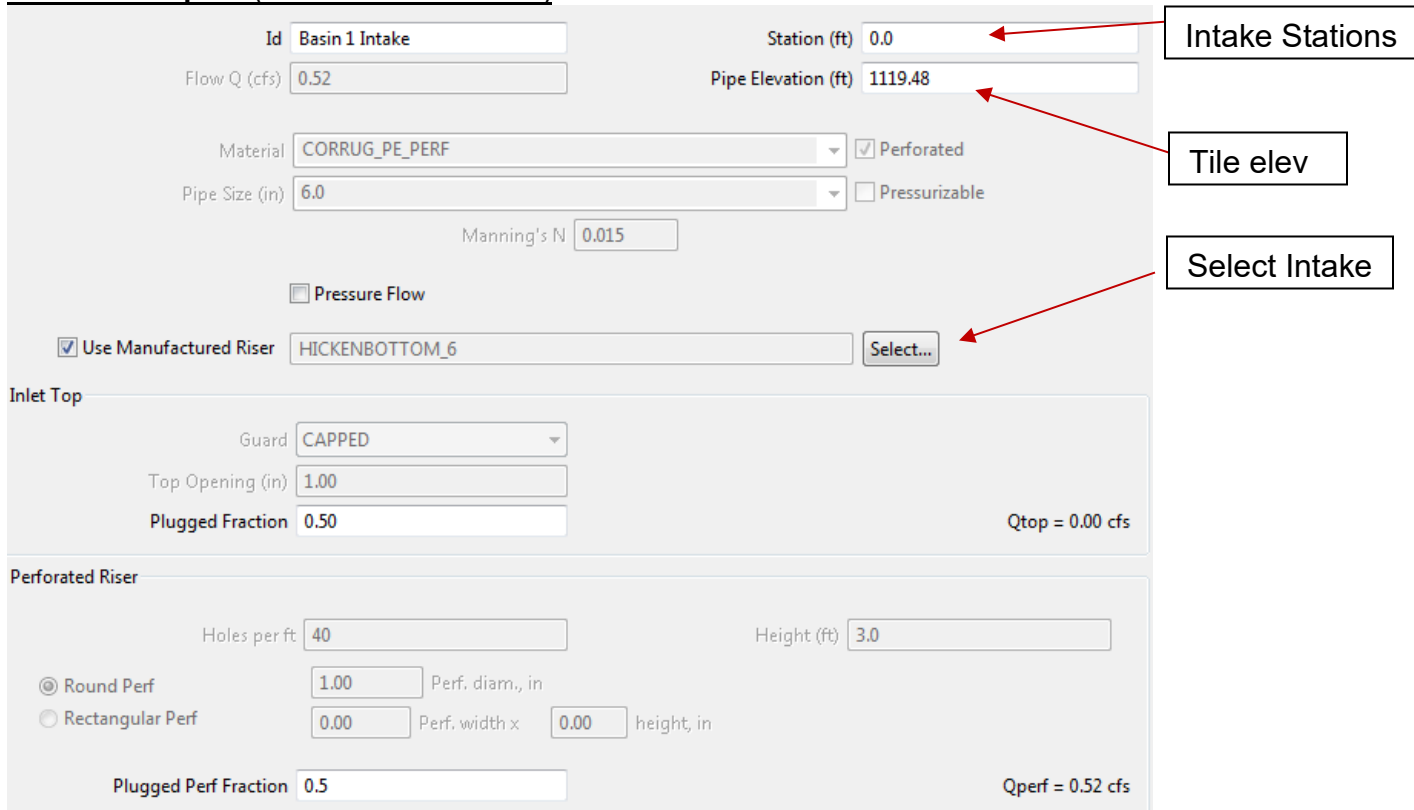 Id Basin 1 Intake Station (ft) 0.0 Intake Stations
Flow Q (cfs) 0.52 Pipe Elevation (ft) 1119.48
Material CORRUG_PE_PERF Perforated Tile elev
Pipe Size (in) 6.0 Pressurizable
Manning's N 0.015
Select Intake
Pressure Flow
Use Manufactured Riser HICKENBOTTOM_6 Select...
Inlet Top
Guard CAPPED
Top Opening (in) 1.00
Plugged Fraction 0.50 Qtop = 0.00 cfs
Perforated Riser
Holes per ft 40 Height (ft) 3.0
Round Perf 1.00 Perf. diam., in
Rectangular Perf 0.00 Perf. width x 0.00 height, in
Plugged Perf Fraction 0.5 Qperf = 0.52 cfs